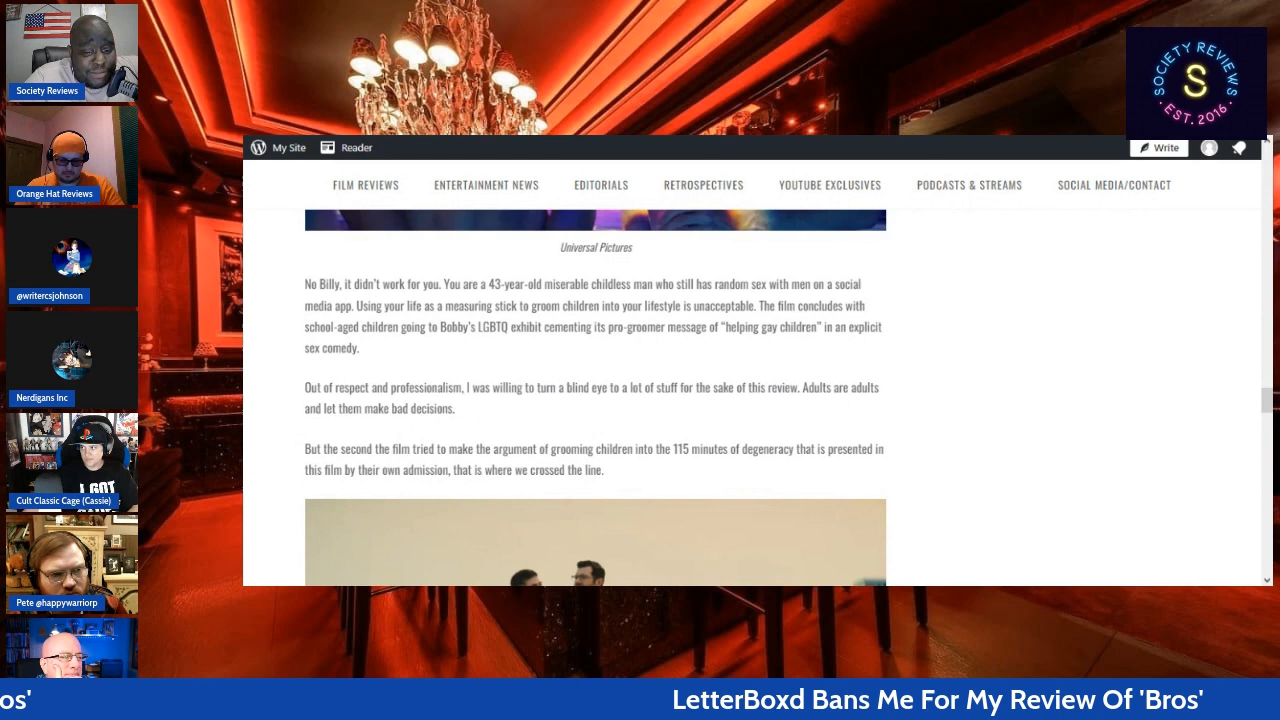 Society Reviews
Orange Hat Reviews
@writercsjohnson
Nerdigans Inc
Cult Classic Cage (Cassie)
I GOT
Pete @happywarriorp
SOCIETY REVIEWS
S
· EST. 2016 ·
My Site Reader Write
FILM REVIEWS ENTERTAINMENT NEWS EDITORIALS RETROSPECTIVES YOUTUBE EXCLUSIVES PODCASTS & STREAMS SOCIAL MEDIA/CONTACT
Universal Pictures
No Billy, it didn't work for you. You are a 43-year-old miserable childless man who still has random sex with men on a social
media app. Using your life as a measuring stick to groom children into your lifestyle is unacceptable. The film concludes with
school-aged children going to Bobby's LGBTQ exhibit cementing its pro-groomer message of “helping gay children” in an explicit
sex comedy.
Out of respect and professionalism, I was willing to turn a blind eye to a lot of stuff for the sake of this review. Adults are adults
and let them make bad decisions.
But the second the film tried to make the argument of grooming children into the 115 minutes of degeneracy that is presented in
this film by their own admission, that is where we crossed the line.
ros' LetterBoxd Bans Me For My Review Of 'Bros'